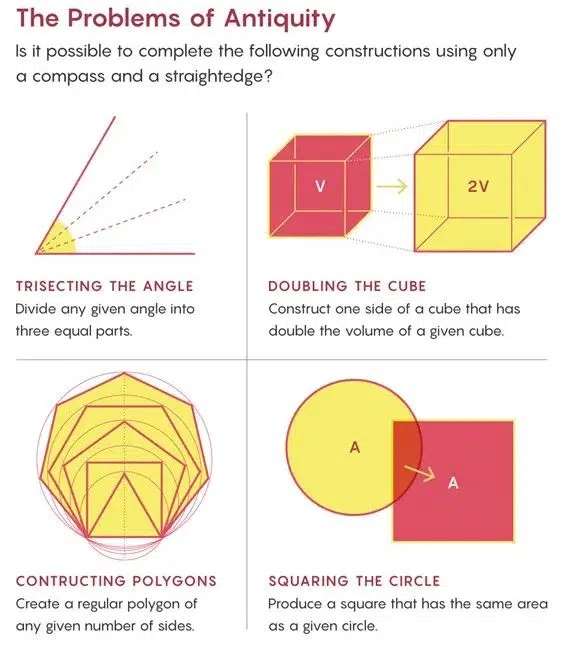 The Problems of Antiquity
Is it possible to complete the following constructions using only
a compass and a straightedge?
V
2V
TRISECTING THE ANGLE
Divide any given angle into
three equal parts.
DOUBLING THE CUBE
Construct one side of a cube that has
double the volume of a given cube.
A
A
CONTRUCTING POLYGONS
Create a regular polygon of
any given number of sides.
SQUARING THE CIRCLE
Produce a square that has the same area
as a given circle.